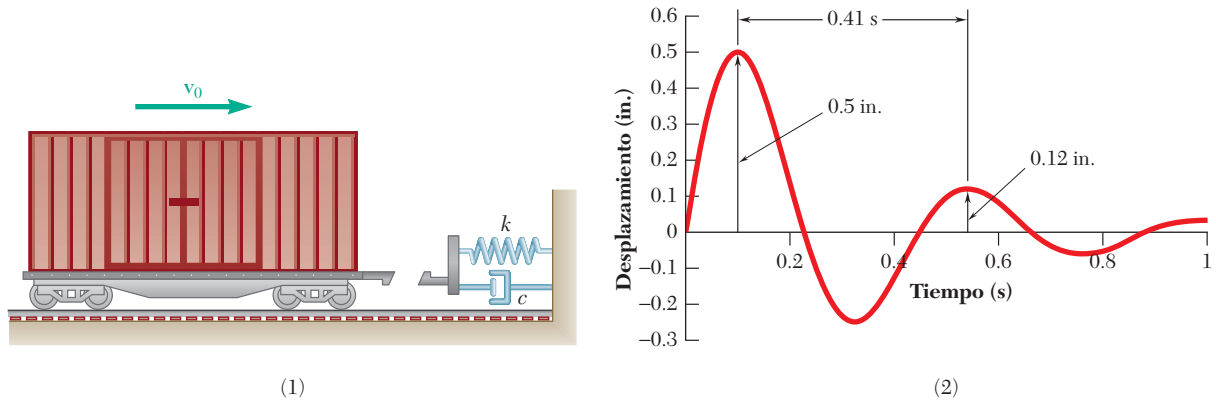 v₀
k
c
(1)
0.6
0.5
0.4
0.3
0.2
0.1
0
−0.1
−0.2
−0.3
Desplazamiento (in.)
0.41 s
0.5 in.
0.12 in.
0.2
0.4
0.6
0.8
1
Tiempo (s)
(2)